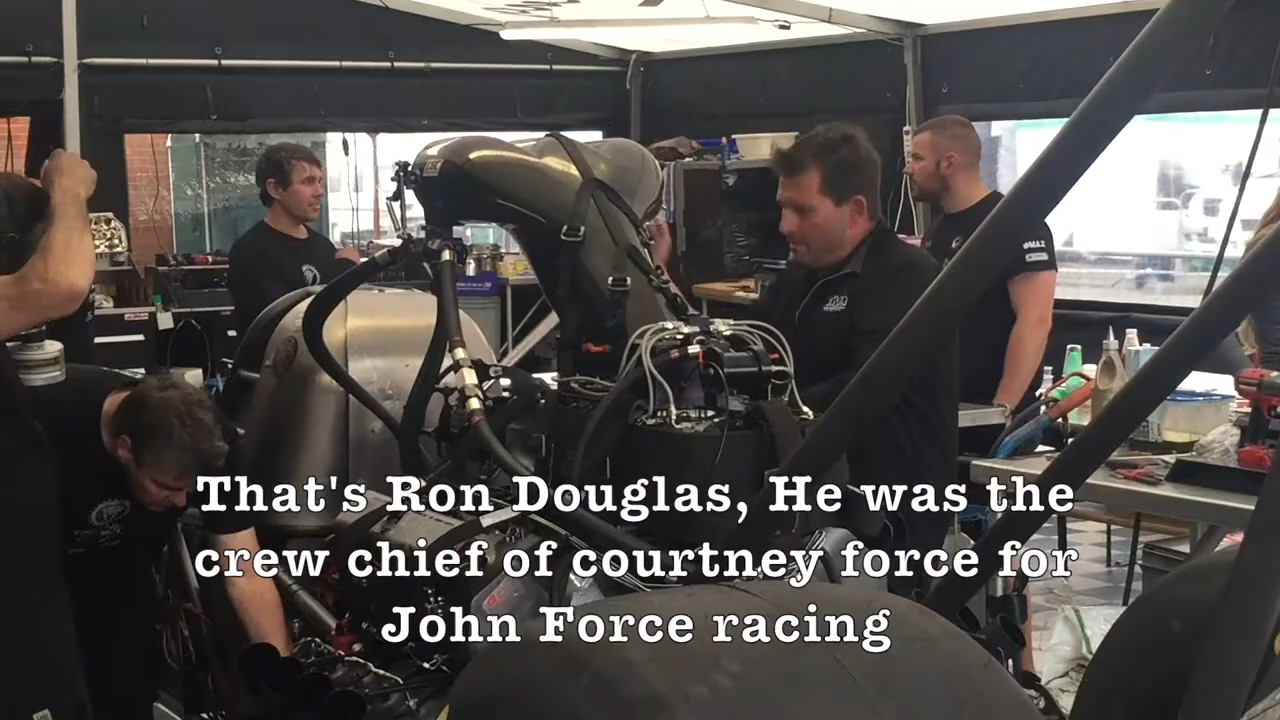 That's Ron Douglas, He was the
crew chief of courtney force for
John Force racing